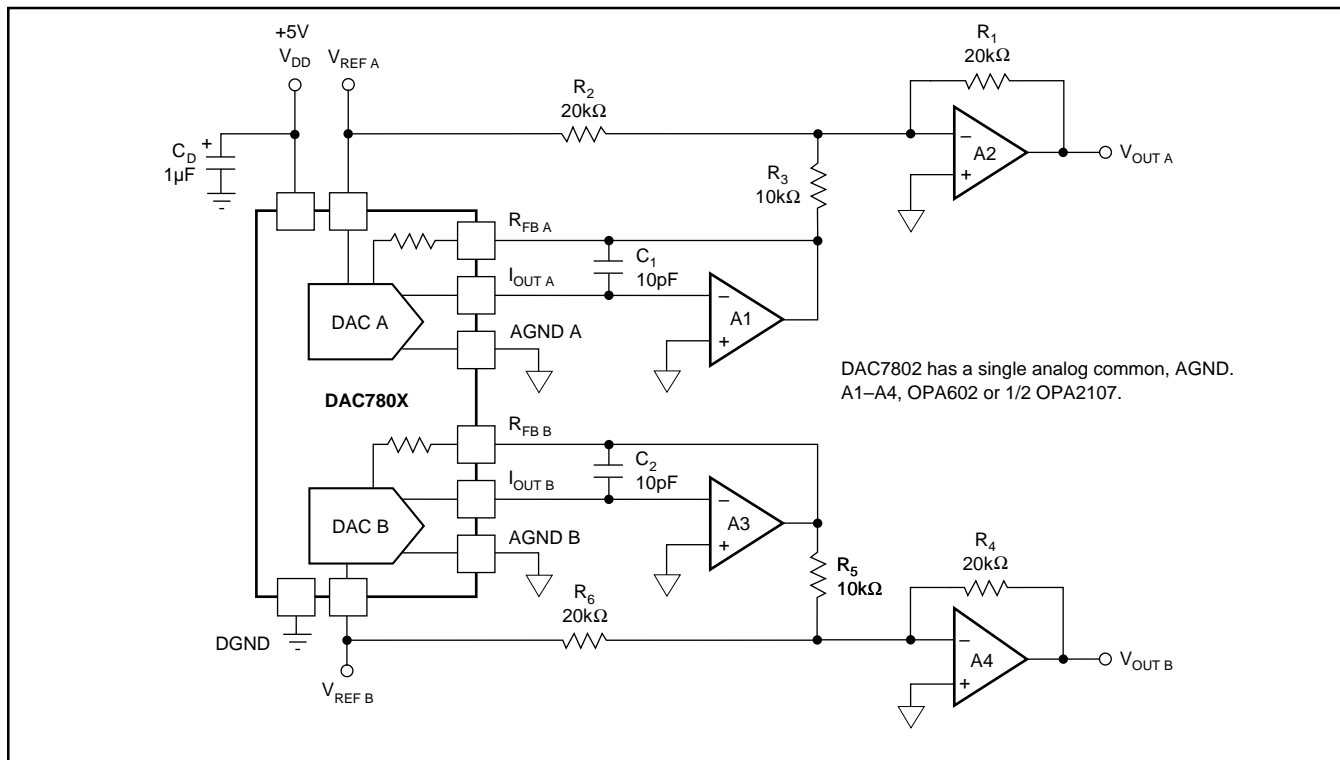 +5V
V_DD
V_REF A
R_1
20kΩ
R_2
20kΩ
C_D
+
1µF
−
A2
+
V_OUT A
R_3
10kΩ
R_FB A
C_1
10pF
I_OUT A
−
A1
+
DAC A
AGND A
DAC7802 has a single analog common, AGND.
A1–A4, OPA602 or 1/2 OPA2107.
DAC780X
R_FB B
C_2
10pF
I_OUT B
−
A3
+
DAC B
AGND B
R_4
20kΩ
R_5
10kΩ
R_6
20kΩ
DGND
−
A4
+
V_OUT B
V_REF B